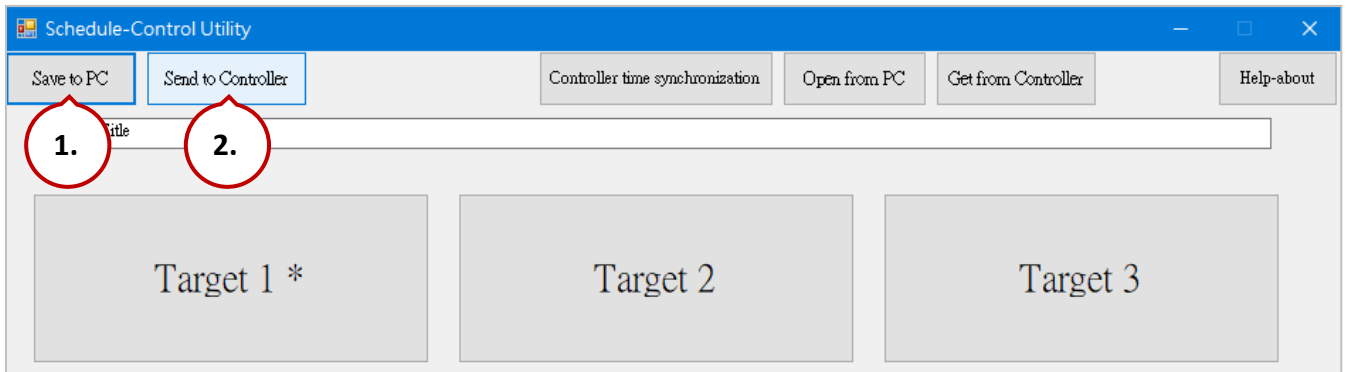 Schedule-Control Utility
Save to PC Send to Controller Controller time synchronization Open from PC Get from Controller Help-about
1. 2.
Target 1 * Target 2 Target 3